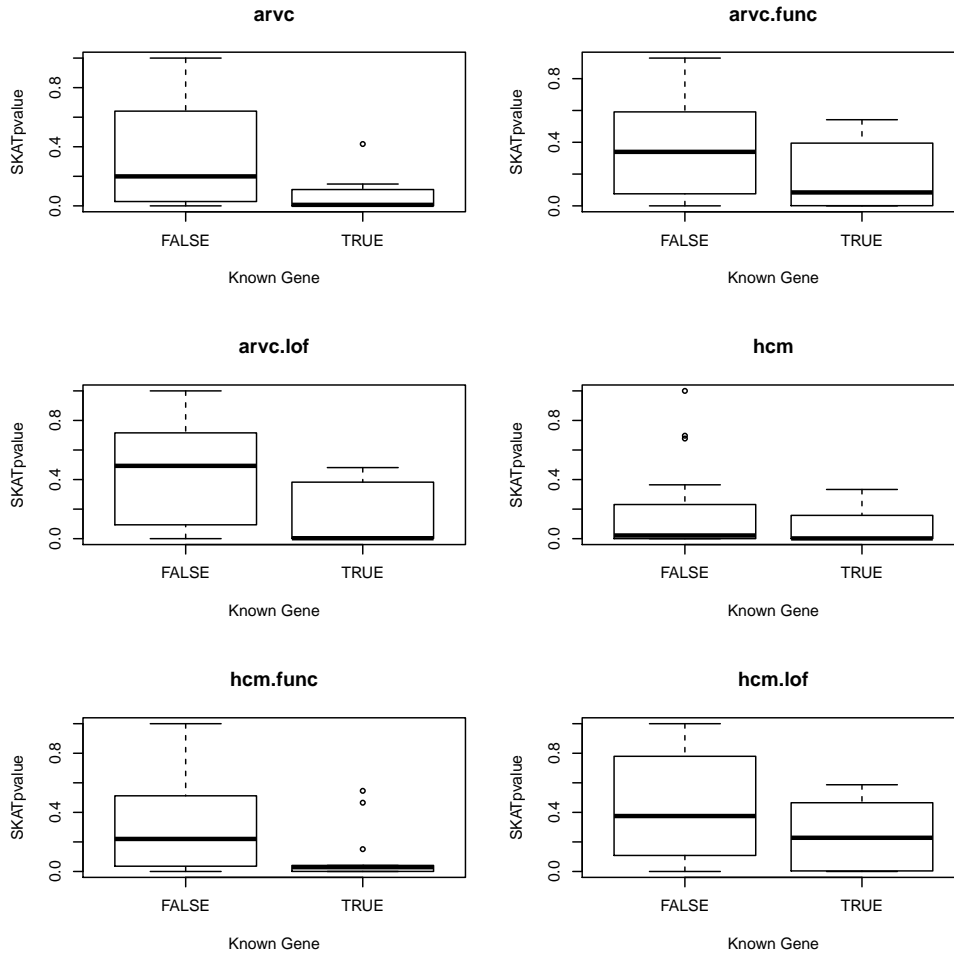 arvc
SKATpvalue
0.0 0.4 0.8
FALSE TRUE
Known Gene
arvc.func
SKATpvalue
0.0 0.4 0.8
FALSE TRUE
Known Gene
arvc.lof
SKATpvalue
0.0 0.4 0.8
FALSE TRUE
Known Gene
hcm
SKATpvalue
0.0 0.4 0.8
FALSE TRUE
Known Gene
hcm.func
SKATpvalue
0.0 0.4 0.8
FALSE TRUE
Known Gene
hcm.lof
SKATpvalue
0.0 0.4 0.8
FALSE TRUE
Known Gene